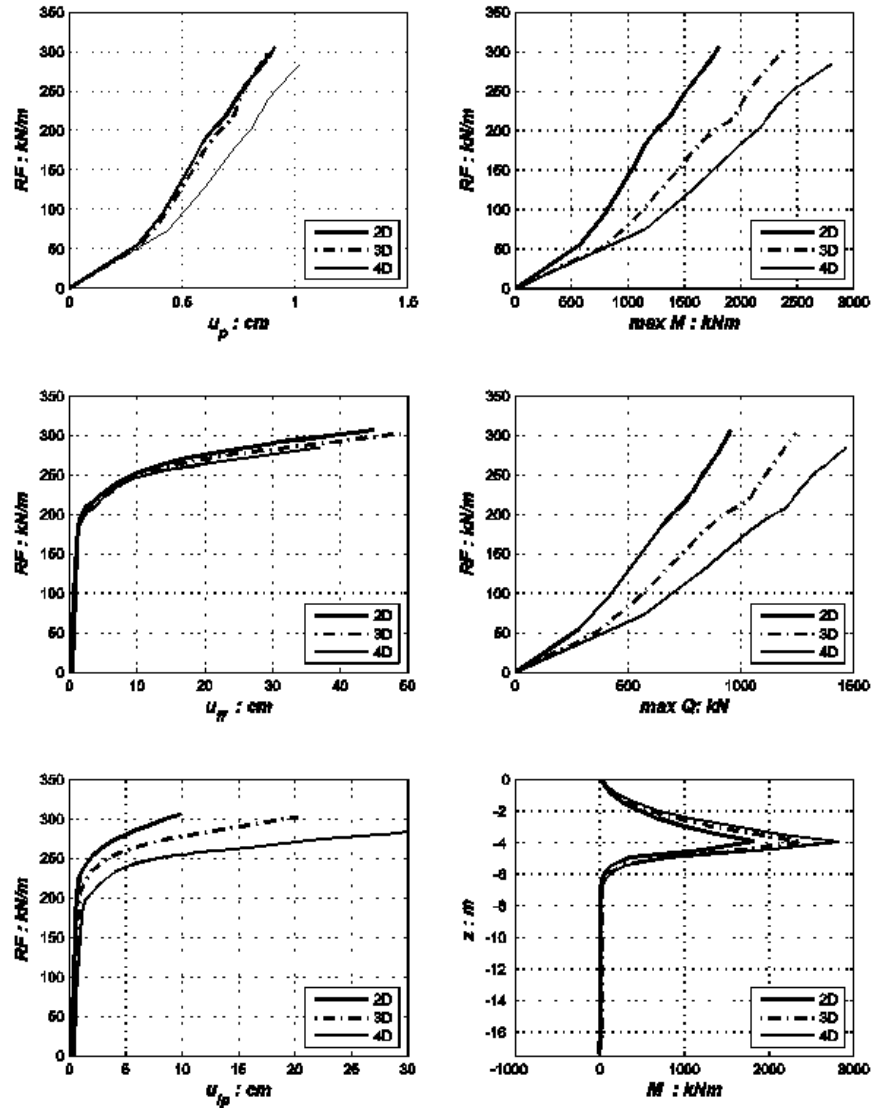 350
300
250
200
150
100
50
0
RF : kN/m
2D
3D
4D
0 0.5 1 1.5
u_p : cm
350
300
250
200
150
100
50
0
RF : kN/m
2D
3D
4D
0 500 1000 1500 2000 2500 3000
max M : kNm
350
300
250
200
150
100
50
0
RF : kN/m
2D
3D
4D
0 10 20 30 40 50
u_ff : cm
350
300
250
200
150
100
50
0
RF : kN/m
2D
3D
4D
0 500 1000 1500
max Q: kN
350
300
250
200
150
100
50
0
RF : kN/m
2D
3D
4D
0 5 10 15 20 25 30
u_fp : cm
0
-2
-4
-6
-8
-10
-12
-14
-16
z : m
2D
3D
4D
-1000 0 1000 2000 3000
M : kNm